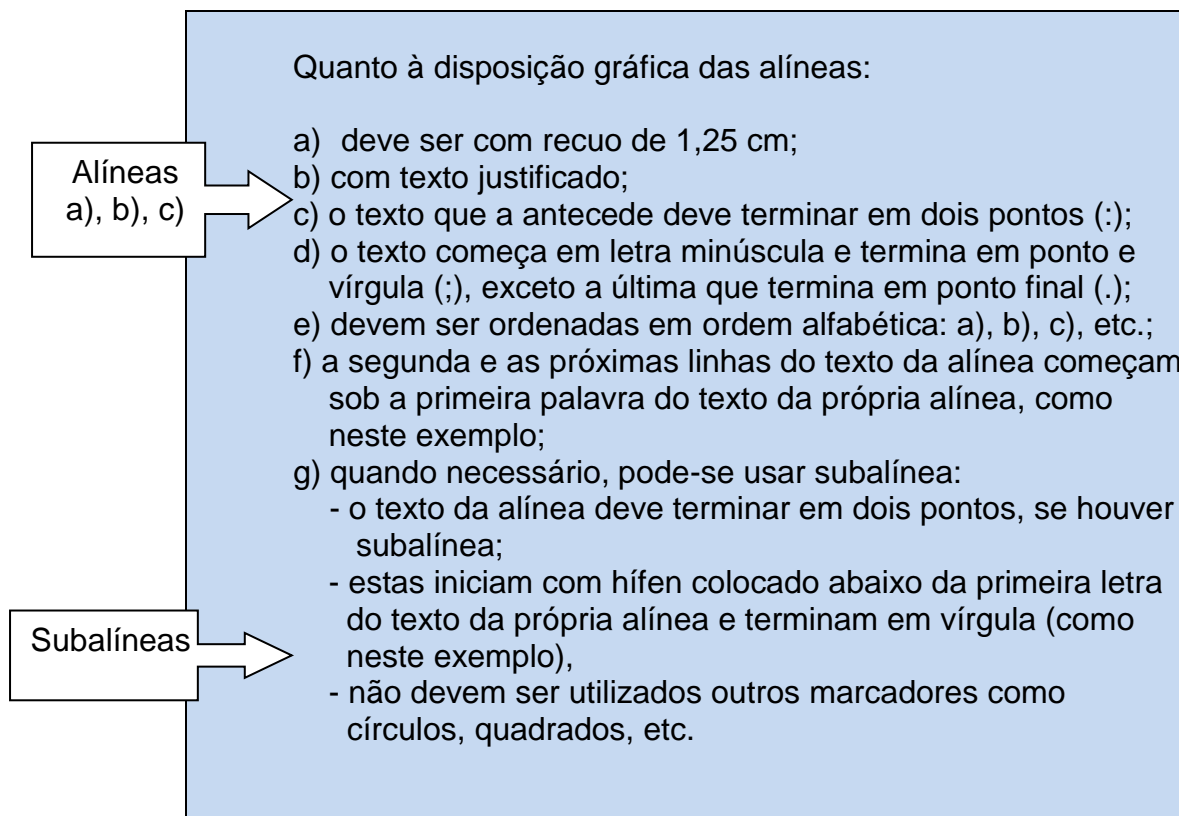 Quanto à disposição gráfica das alíneas:
Alíneas
a), b), c)
a) deve ser com recuo de 1,25 cm;
b) com texto justificado;
c) o texto que a antecede deve terminar em dois pontos (:);
d) o texto começa em letra minúscula e termina em ponto e
vírgula (;), exceto a última que termina em ponto final (.);
e) devem ser ordenadas em ordem alfabética: a), b), c), etc.;
f) a segunda e as próximas linhas do texto da alínea começam
sob a primeira palavra do texto da própria alínea, como
neste exemplo;
g) quando necessário, pode-se usar subalínea:
- o texto da alínea deve terminar em dois pontos, se houver
subalínea;
- estas iniciam com hífen colocado abaixo da primeira letra
do texto da própria alínea e terminam em vírgula (como
neste exemplo),
- não devem ser utilizados outros marcadores como
círculos, quadrados, etc.
Subalíneas